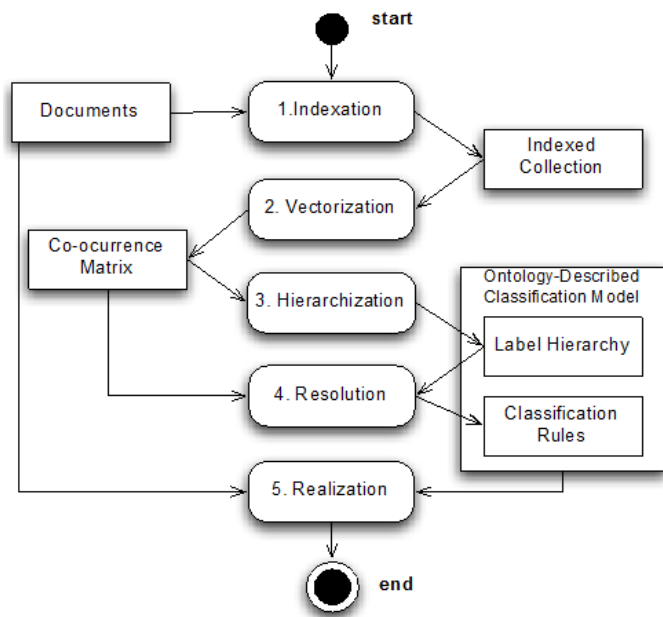 start
Documents
1.Indexation
Indexed
Collection
2. Vectorization
Co-ocurrence
Matrix
Ontology-Described
Classification Model
3. Hierarchization
Label Hierarchy
4. Resolution
Classification
Rules
5. Realization
end